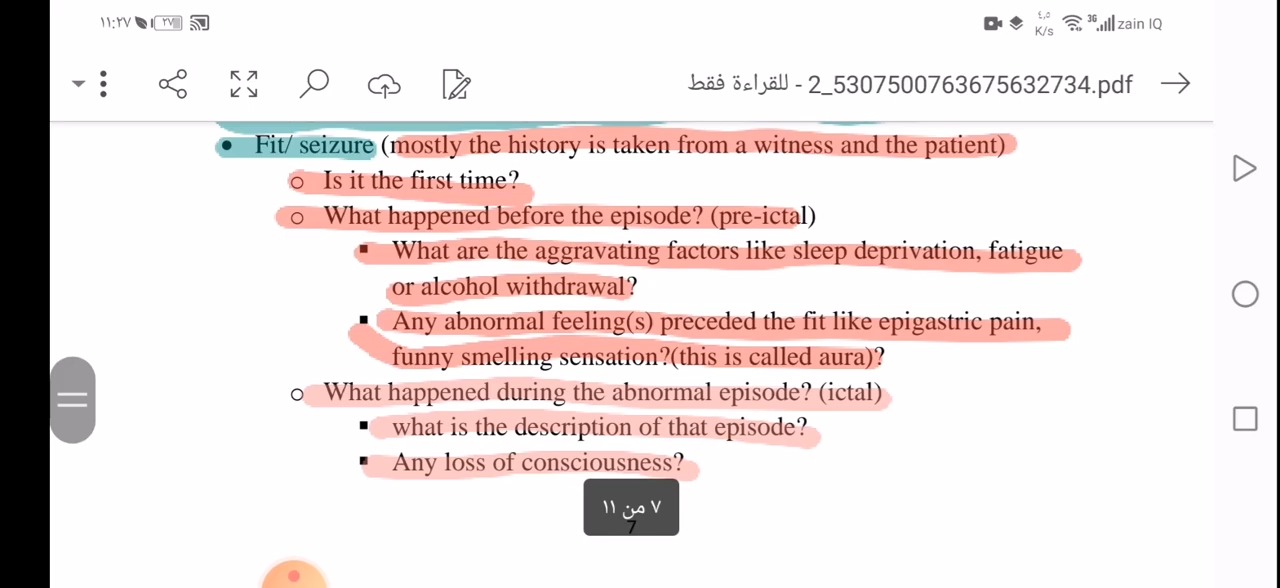 ١١:٢٧ ٢٧ ٤,٥ K/s 3G zain IQ
2_5307500763675632734.pdf - للقراءة فقط
• Fit/ seizure (mostly the history is taken from a witness and the patient)
o Is it the first time?
o What happened before the episode? (pre-ictal)
▪ What are the aggravating factors like sleep deprivation, fatigue
or alcohol withdrawal?
▪ Any abnormal feeling(s) preceded the fit like epigastric pain,
funny smelling sensation?(this is called aura)?
o What happened during the abnormal episode? (ictal)
▪ what is the description of that episode?
▪ Any loss of consciousness?
٧ من ١١
7